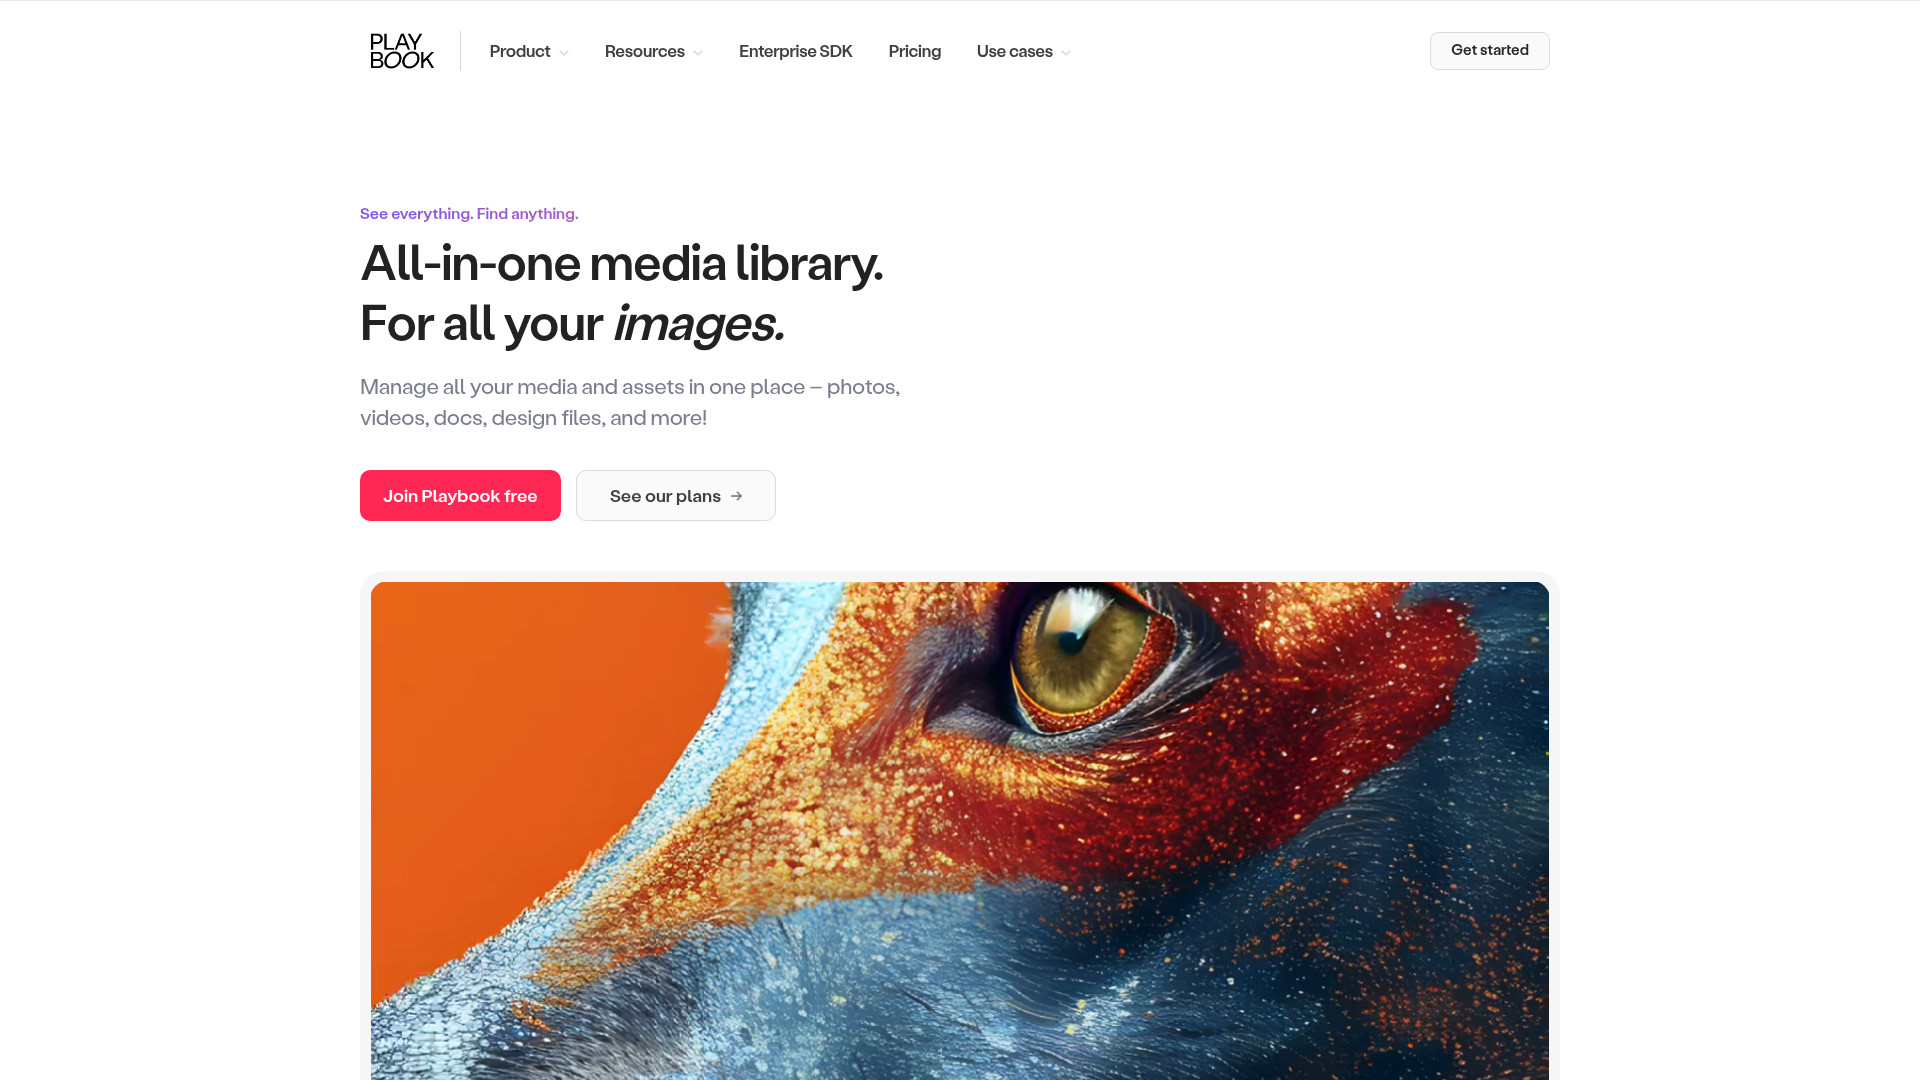 PLAY
BOOK
Product
Resources
Enterprise SDK
Pricing
Use cases
Get started
See everything. Find anything.
All-in-one media library.
For all your images.
Manage all your media and assets in one place – photos,
videos, docs, design files, and more!
Join Playbook free
See our plans →